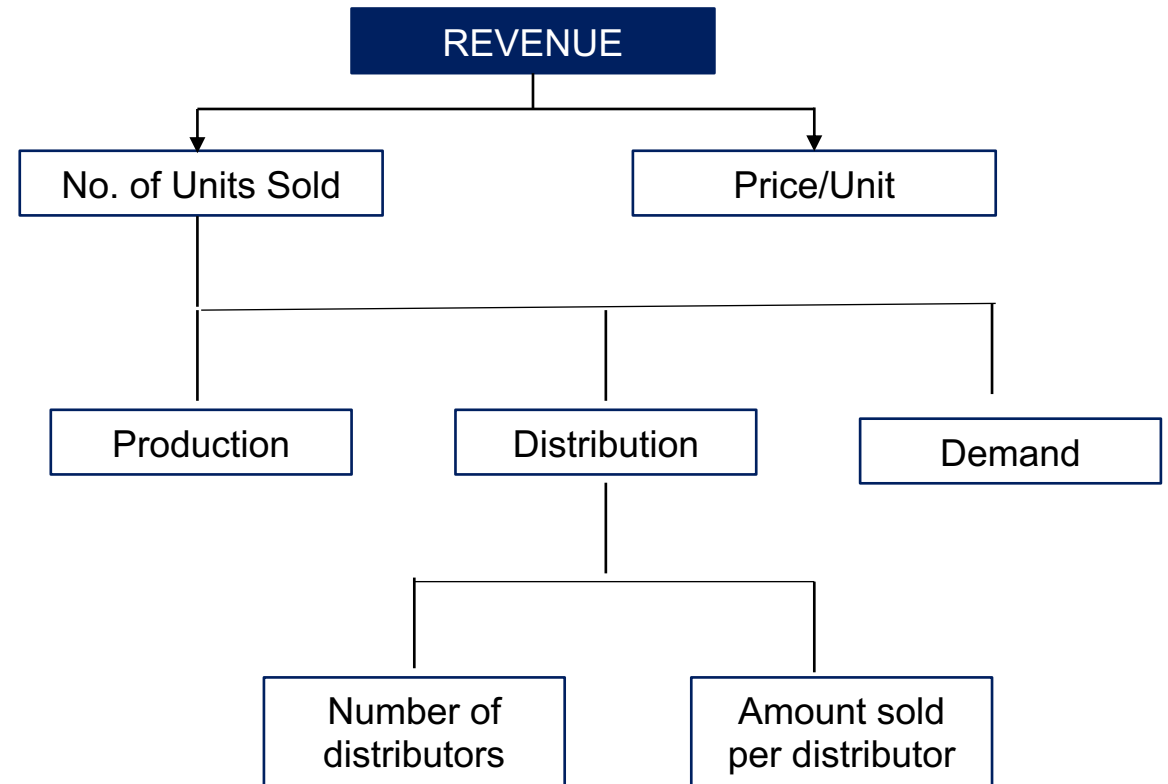 REVENUE
No. of Units Sold
Price/Unit
Production
Distribution
Demand
Number of
distributors
Amount sold
per distributor